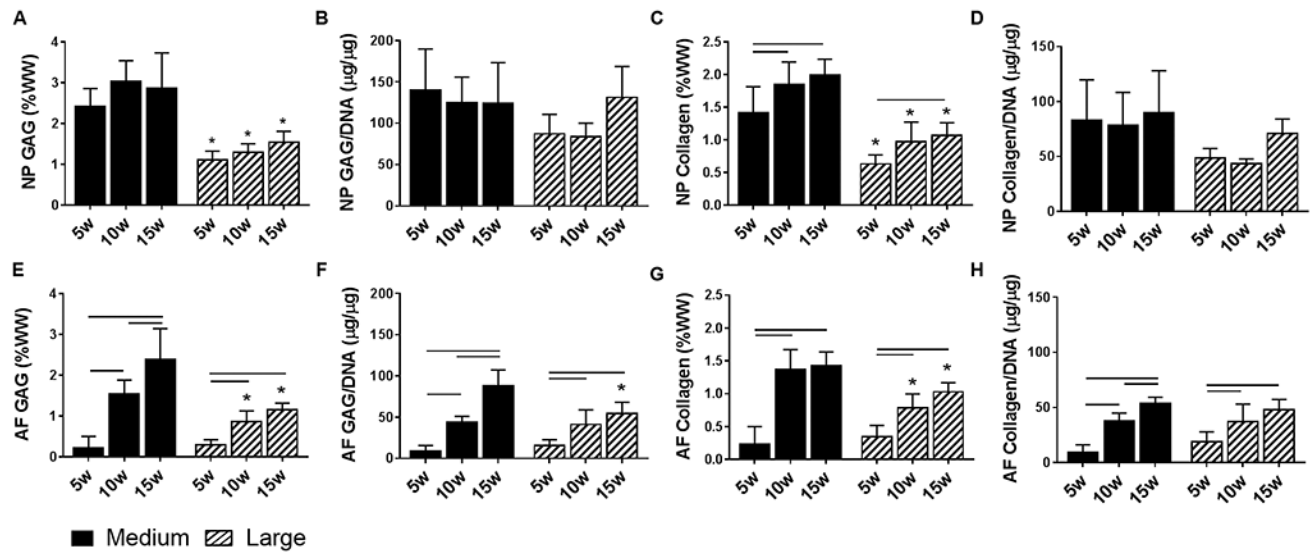 A
NP GAG (%WW)
4
3
2
1
0
5w 10w 15w 5w 10w 15w
* * *
B
NP GAG/DNA (µg/µg)
200
150
100
50
0
5w 10w 15w 5w 10w 15w
C
NP Collagen (%WW)
2.5
2.0
1.5
1.0
0.5
0.0
5w 10w 15w 5w 10w 15w
* * *
D
NP Collagen/DNA (µg/µg)
150
100
50
0
5w 10w 15w 5w 10w 15w
E
AF GAG (%WW)
4
3
2
1
0
5w 10w 15w 5w 10w 15w
* *
F
AF GAG/DNA (µg/µg)
200
150
100
50
0
5w 10w 15w 5w 10w 15w
*
G
AF Collagen (%WW)
2.5
2.0
1.5
1.0
0.5
0.0
5w 10w 15w 5w 10w 15w
* *
H
AF Collagen/DNA (µg/µg)
150
100
50
0
5w 10w 15w 5w 10w 15w
Medium Large